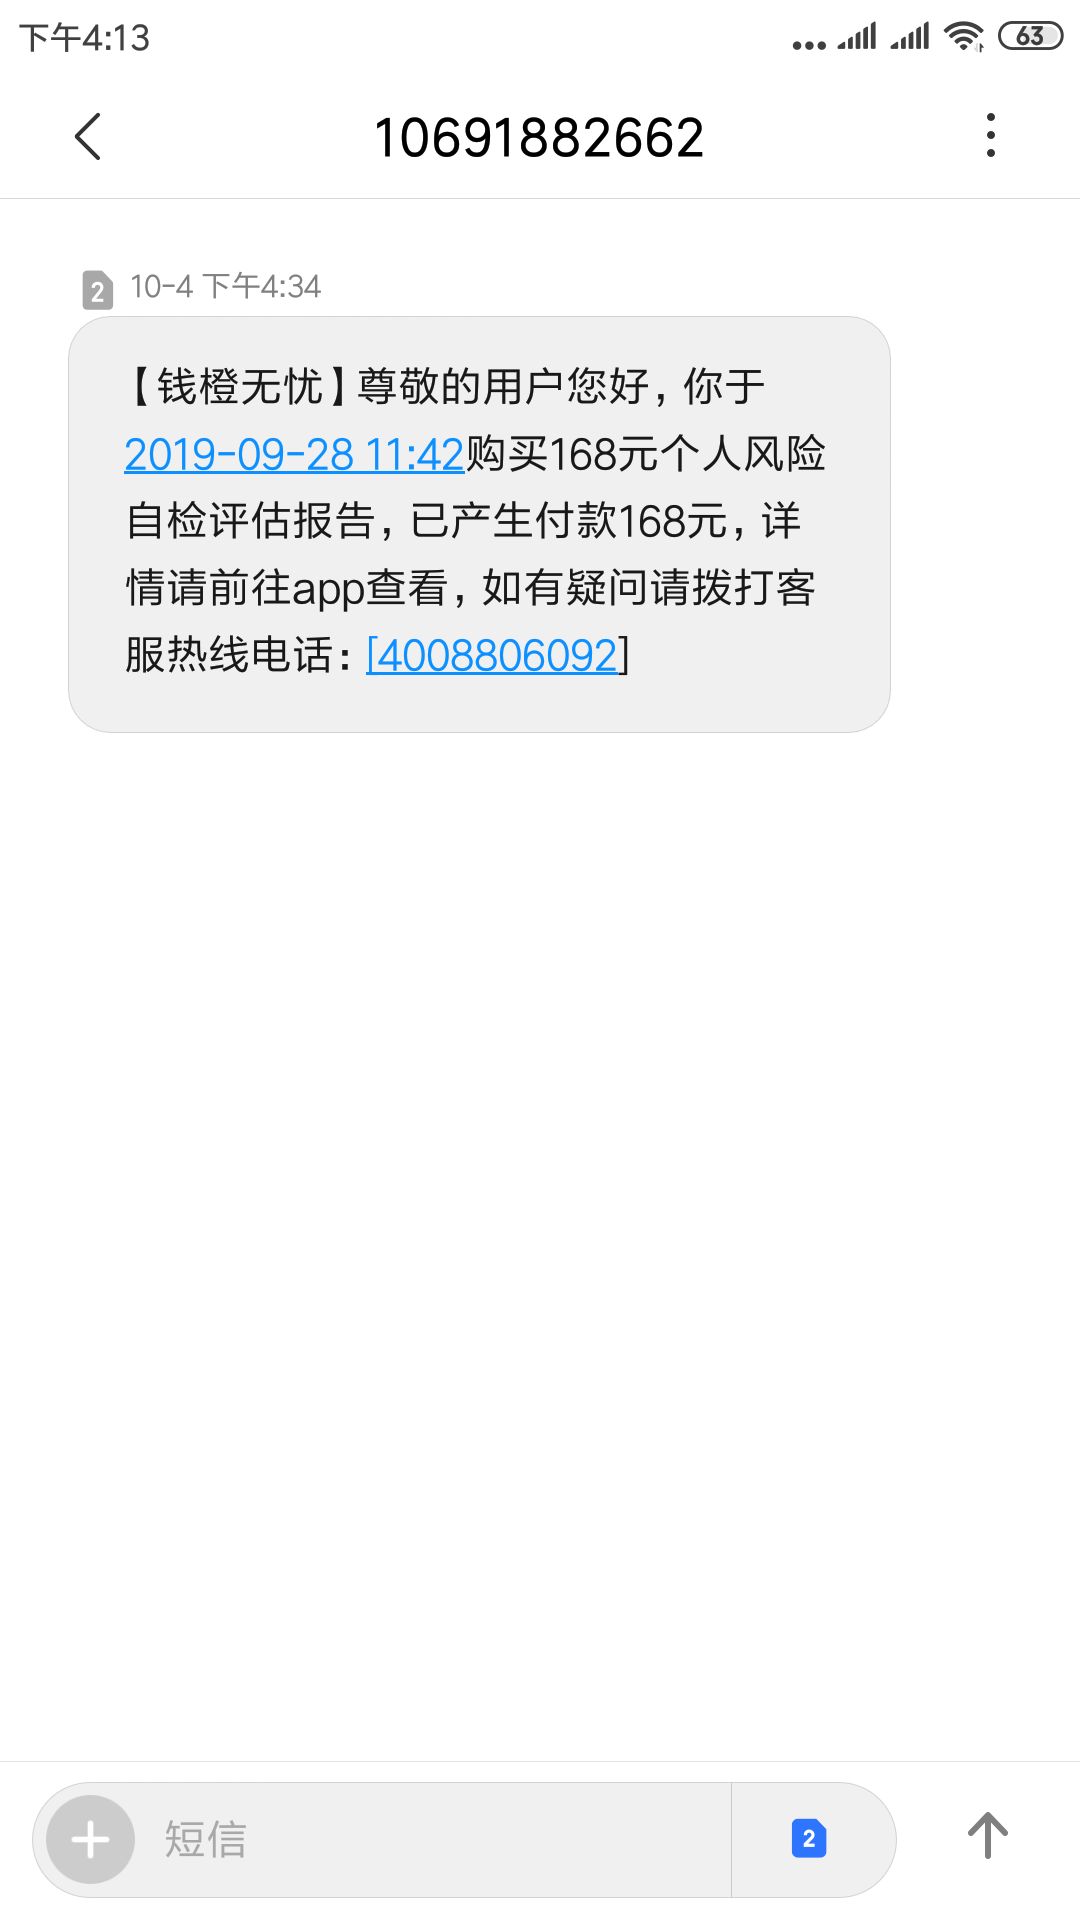 下午4:13
63
10691882662
2 10-4 下午4:34
【钱橙无忧】尊敬的用户您好，你于
2019-09-28 11:42购买168元个人风险
自检评估报告，已产生付款168元，详
情请前往app查看，如有疑问请拨打客
服热线电话：[4008806092]
短信
2